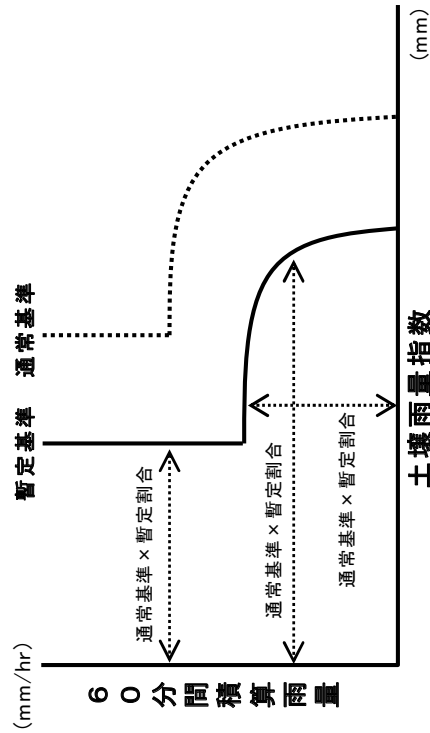 暫定基準
通常基準
(mm/hr)
60分間積算雨量
通常基準×暫定割合
通常基準×暫定割合
通常基準×暫定割合
土壌雨量指数
(mm)